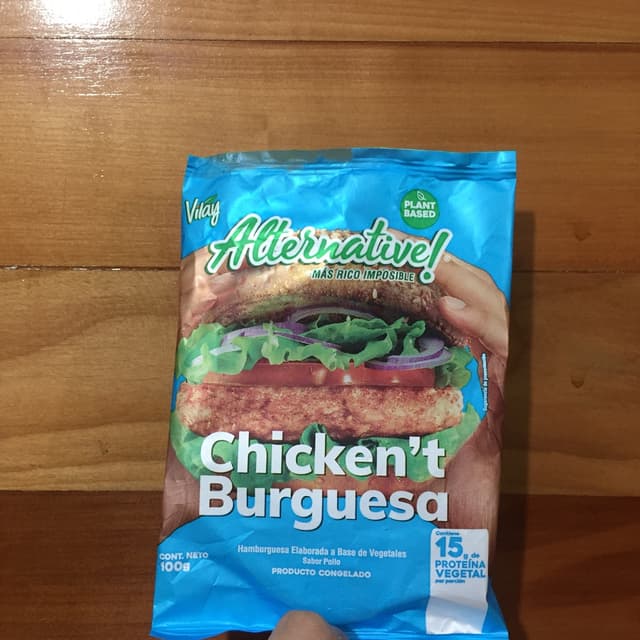 Vilay
PLANT
BASED
Alternative!
MÁS RICO IMPOSIBLE
Chicken't
Burguesa
CONT. NETO
100g
Hamburguesa Elaborada a Base de Vegetales
Sabor Pollo
PRODUCTO CONGELADO
Contiene
15 g de
PROTEÍNA
VEGETAL
por porción